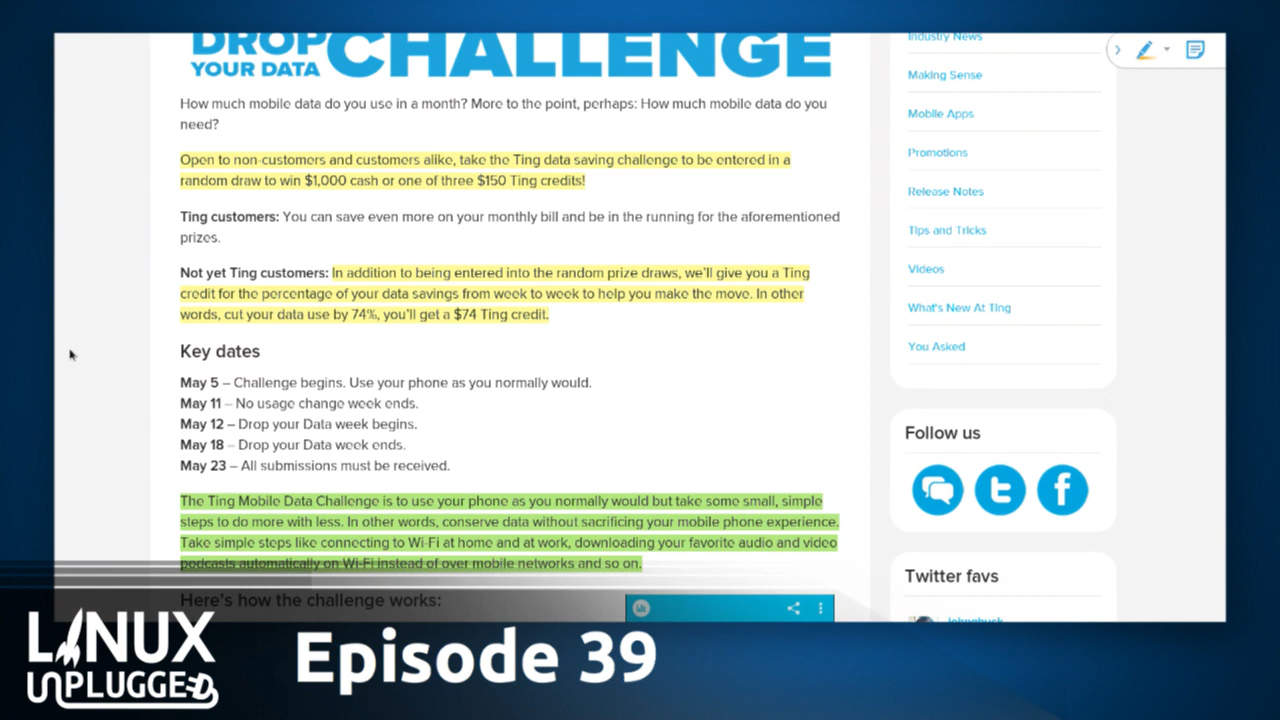 DROP
YOUR DATA
CHALLENGE
How much mobile data do you use in a month? More to the point, perhaps: How much mobile data do you
need?
Open to non-customers and customers alike, take the Ting data saving challenge to be entered in a
random draw to win $1,000 cash or one of three $150 Ting credits!
Ting customers: You can save even more on your monthly bill and be in the running for the aforementioned
prizes.
Not yet Ting customers: In addition to being entered into the random prize draws, we'll give you a Ting
credit for the percentage of your data savings from week to week to help you make the move. In other
words, cut your data use by 74%, you'll get a $74 Ting credit.
Key dates
May 5 – Challenge begins. Use your phone as you normally would.
May 11 – No usage change week ends.
May 12 – Drop your Data week begins.
May 18 – Drop your Data week ends.
May 23 – All submissions must be received.
The Ting Mobile Data Challenge is to use your phone as you normally would but take some small, simple
steps to do more with less. In other words, conserve data without sacrificing your mobile phone experience.
Take simple steps like connecting to Wi-Fi at home and at work, downloading your favorite audio and video
podcasts automatically on Wi-Fi instead of over mobile networks and so on.
Here's how the challenge works:
Industry News
Making Sense
Mobile Apps
Promotions
Release Notes
Tips and Tricks
Videos
What's New At Ting
You Asked
Follow us
Twitter favs
LINUX
UNPLUGGED
Episode 39